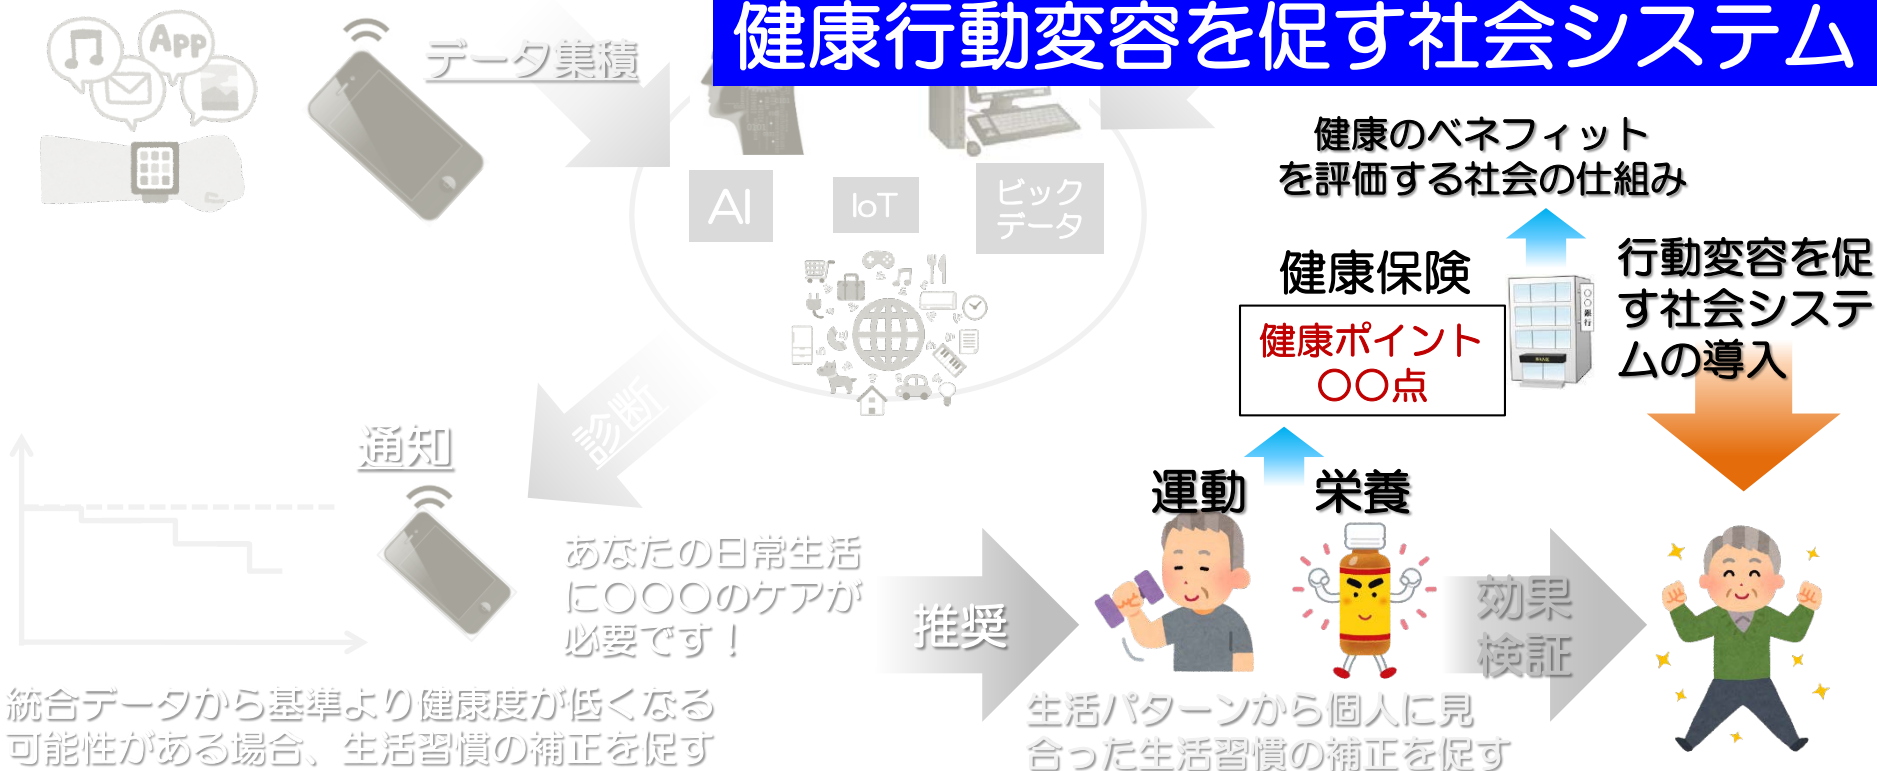 健康行動変容を促す社会システム
App
データ集積
健康のベネフィット
を評価する社会の仕組み
AI
IoT
ビック
データ
健康保険
健康ポイント
〇〇点
〇〇銀行
行動変容を促
す社会システ
ムの導入
診断
通知
運動
栄養
あなたの日常生活
に〇〇〇のケアが
必要です！
推奨
効果
検証
統合データから基準より健康度が低くなる
可能性がある場合、生活習慣の補正を促す
生活パターンから個人に見
合った生活習慣の補正を促す